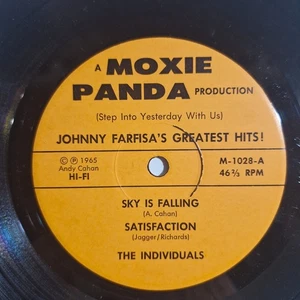 A MOXIE
PANDA PRODUCTION
(Step Into Yesterday With Us)
JOHNNY FARFISA'S GREATEST HITS!
© Ⓟ 1965
Andy Cahan
HI-FI
M-1028-A
46⅔ RPM
SKY IS FALLING
(A. Cahan)
SATISFACTION
(Jagger/Richards)
THE INDIVIDUALS